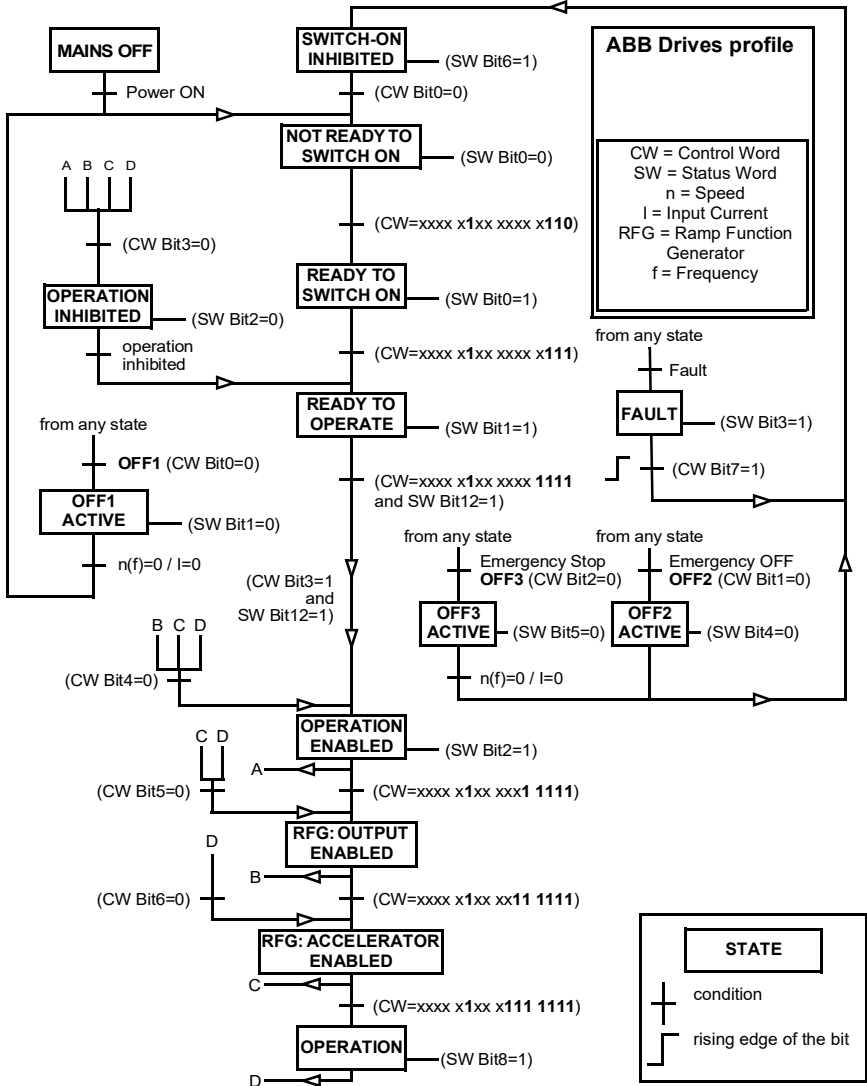 MAINS OFF
Power ON
SWITCH-ON
INHIBITED
(SW Bit6=1)
(CW Bit0=0)
NOT READY TO
SWITCH ON
(SW Bit0=0)
A B C D
(CW Bit3=0)
OPERATION
INHIBITED
(SW Bit2=0)
operation
inhibited
(CW=xxxx x1xx xxxx x110)
READY TO
SWITCH ON
(SW Bit0=1)
(CW=xxxx x1xx xxxx x111)
READY TO
OPERATE
(SW Bit1=1)
(CW=xxxx x1xx xxxx 1111
and SW Bit12=1)
from any state
OFF1 (CW Bit0=0)
OFF1
ACTIVE
(SW Bit1=0)
n(f)=0 / I=0
(CW Bit3=1
and
SW Bit12=1)
ABB Drives profile
CW = Control Word
SW = Status Word
n = Speed
I = Input Current
RFG = Ramp Function
Generator
f = Frequency
from any state
Fault
FAULT
(SW Bit3=1)
(CW Bit7=1)
from any state
Emergency Stop
OFF3 (CW Bit2=0)
OFF3
ACTIVE
(SW Bit5=0)
n(f)=0 / I=0
from any state
Emergency OFF
OFF2 (CW Bit1=0)
OFF2
ACTIVE
(SW Bit4=0)
B C D
(CW Bit4=0)
OPERATION
ENABLED
(SW Bit2=1)
A
C D
(CW Bit5=0)
(CW=xxxx x1xx xxx1 1111)
RFG: OUTPUT
ENABLED
B
D
(CW Bit6=0)
(CW=xxxx x1xx xx11 1111)
RFG: ACCELERATOR
ENABLED
C
(CW=xxxx x1xx x111 1111)
OPERATION
(SW Bit8=1)
D
STATE
condition
rising edge of the bit